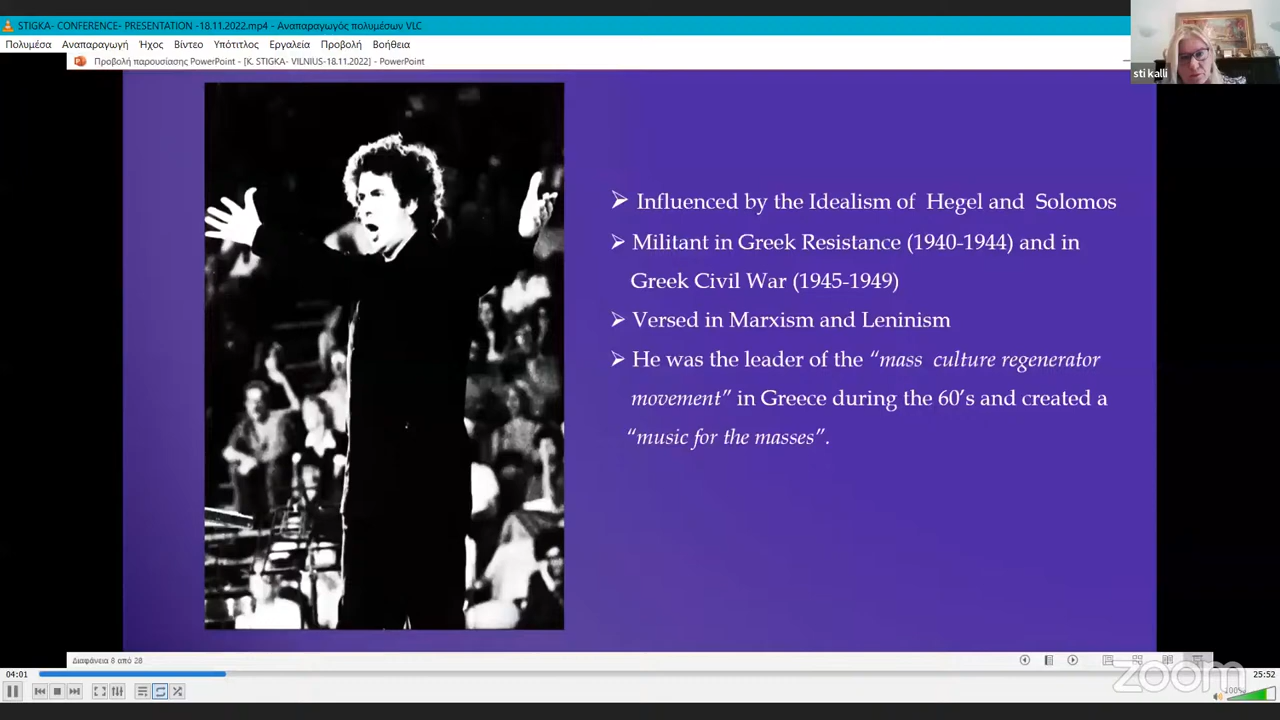 STIGKA- CONFERENCE- PRESENTATION -18.11.2022.mp4 - Αναπαραγωγός πολυμέσων VLC
Πολυμέσα Αναπαραγωγή Ήχος Βίντεο Υπότιτλος Εργαλεία Προβολή Βοήθεια
Προβολή παρουσίασης PowerPoint - [K. STIGKA- VILNIUS-18.11.2022] - PowerPoint
sti kalli
➢ Influenced by the Idealism of Hegel and Solomos
➢ Militant in Greek Resistance (1940-1944) and in
Greek Civil War (1945-1949)
➢ Versed in Marxism and Leninism
➢ He was the leader of the “mass culture regenerator
movement” in Greece during the 60’s and created a
“music for the masses”.
Διαφάνεια 8 από 28
04:01
25:52
zoom
100%